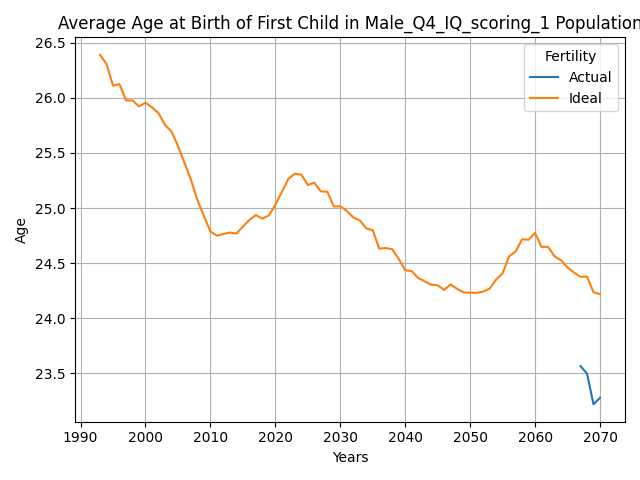 Average Age at Birth of First Child in Male_Q4_IQ_scoring_1 Population
26.5
26.0
25.5
25.0
24.5
24.0
23.5
Age
Fertility
Actual
Ideal
1990 2000 2010 2020 2030 2040 2050 2060 2070
Years